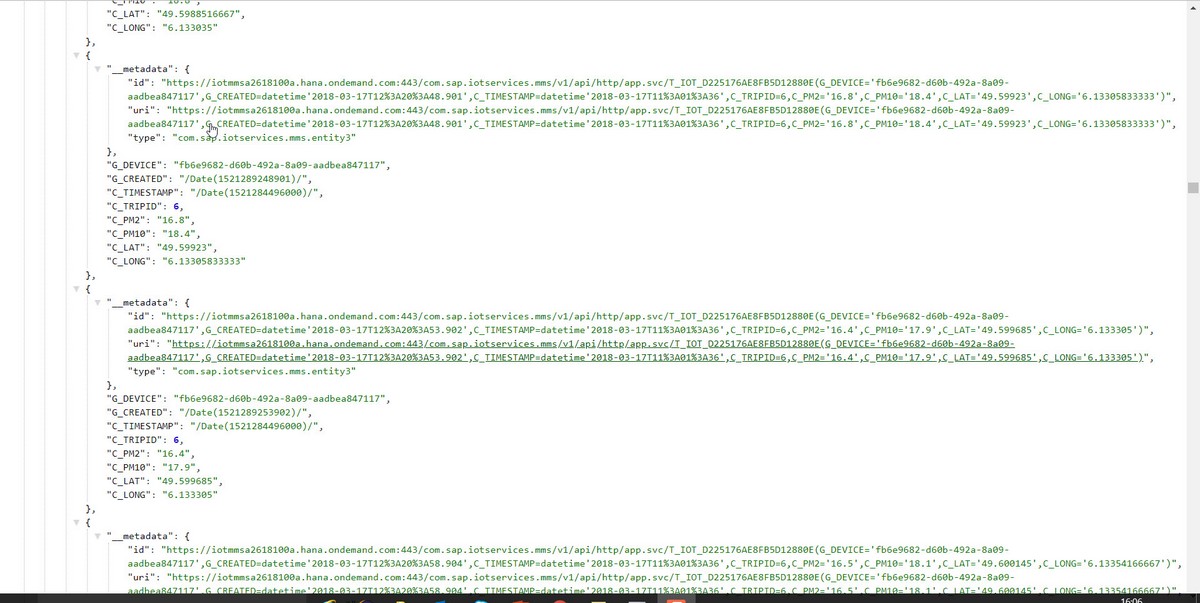 "C_LAT": "49.5988516667",
"C_LONG": "6.133035"
},
{
"__metadata": {
"id": "https://iotmmsa2618100a.hana.ondemand.com:443/com.sap.iotservices.mms/v1/api/http/app.svc/T_IOT_D225176AE8FB5D12880E(G_DEVICE='fb6e9682-d60b-492a-8a09-
aadbea847117',G_CREATED=datetime'2018-03-17T12%3A20%3A48.901',C_TIMESTAMP=datetime'2018-03-17T11%3A01%3A36',C_TRIPID=6,C_PM2='16.8',C_PM10='18.4',C_LAT='49.59923',C_LONG='6.13305833333')",
"uri": "https://iotmmsa2618100a.hana.ondemand.com:443/com.sap.iotservices.mms/v1/api/http/app.svc/T_IOT_D225176AE8FB5D12880E(G_DEVICE='fb6e9682-d60b-492a-8a09-
aadbea847117',G_CREATED=datetime'2018-03-17T12%3A20%3A48.901',C_TIMESTAMP=datetime'2018-03-17T11%3A01%3A36',C_TRIPID=6,C_PM2='16.8',C_PM10='18.4',C_LAT='49.59923',C_LONG='6.13305833333')",
"type": "com.sap.iotservices.mms.entity3"
},
"G_DEVICE": "fb6e9682-d60b-492a-8a09-aadbea847117",
"G_CREATED": "/Date(1521289248901)/",
"C_TIMESTAMP": "/Date(1521284496000)/",
"C_TRIPID": 6,
"C_PM2": "16.8",
"C_PM10": "18.4",
"C_LAT": "49.59923",
"C_LONG": "6.13305833333"
},
{
"__metadata": {
"id": "https://iotmmsa2618100a.hana.ondemand.com:443/com.sap.iotservices.mms/v1/api/http/app.svc/T_IOT_D225176AE8FB5D12880E(G_DEVICE='fb6e9682-d60b-492a-8a09-
aadbea847117',G_CREATED=datetime'2018-03-17T12%3A20%3A53.902',C_TIMESTAMP=datetime'2018-03-17T11%3A01%3A36',C_TRIPID=6,C_PM2='16.4',C_PM10='17.9',C_LAT='49.599685',C_LONG='6.133305')",
"uri": "https://iotmmsa2618100a.hana.ondemand.com:443/com.sap.iotservices.mms/v1/api/http/app.svc/T_IOT_D225176AE8FB5D12880E(G_DEVICE='fb6e9682-d60b-492a-8a09-
aadbea847117',G_CREATED=datetime'2018-03-17T12%3A20%3A53.902',C_TIMESTAMP=datetime'2018-03-17T11%3A01%3A36',C_TRIPID=6,C_PM2='16.4',C_PM10='17.9',C_LAT='49.599685',C_LONG='6.133305')",
"type": "com.sap.iotservices.mms.entity3"
},
"G_DEVICE": "fb6e9682-d60b-492a-8a09-aadbea847117",
"G_CREATED": "/Date(1521289253902)/",
"C_TIMESTAMP": "/Date(1521284496000)/",
"C_TRIPID": 6,
"C_PM2": "16.4",
"C_PM10": "17.9",
"C_LAT": "49.599685",
"C_LONG": "6.133305"
},
{
"__metadata": {
"id": "https://iotmmsa2618100a.hana.ondemand.com:443/com.sap.iotservices.mms/v1/api/http/app.svc/T_IOT_D225176AE8FB5D12880E(G_DEVICE='fb6e9682-d60b-492a-8a09-
aadbea847117',G_CREATED=datetime'2018-03-17T12%3A20%3A58.904',C_TIMESTAMP=datetime'2018-03-17T11%3A01%3A36',C_TRIPID=6,C_PM2='16.5',C_PM10='18.1',C_LAT='49.600145',C_LONG='6.13354166667')",
"uri": "https://iotmmsa2618100a.hana.ondemand.com:443/com.sap.iotservices.mms/v1/api/http/app.svc/T_IOT_D225176AE8FB5D12880E(G_DEVICE='fb6e9682-d60b-492a-8a09-
aadbea847117',G_CREATED=datetime'2018-03-17T12%3A20%3A58.904',C_TIMESTAMP=datetime'2018-03-17T11%3A01%3A36',C_TRIPID=6,C_PM2='16.5',C_PM10='18.1',C_LAT='49.600145',C_LONG='6.13354166667')",
16:06